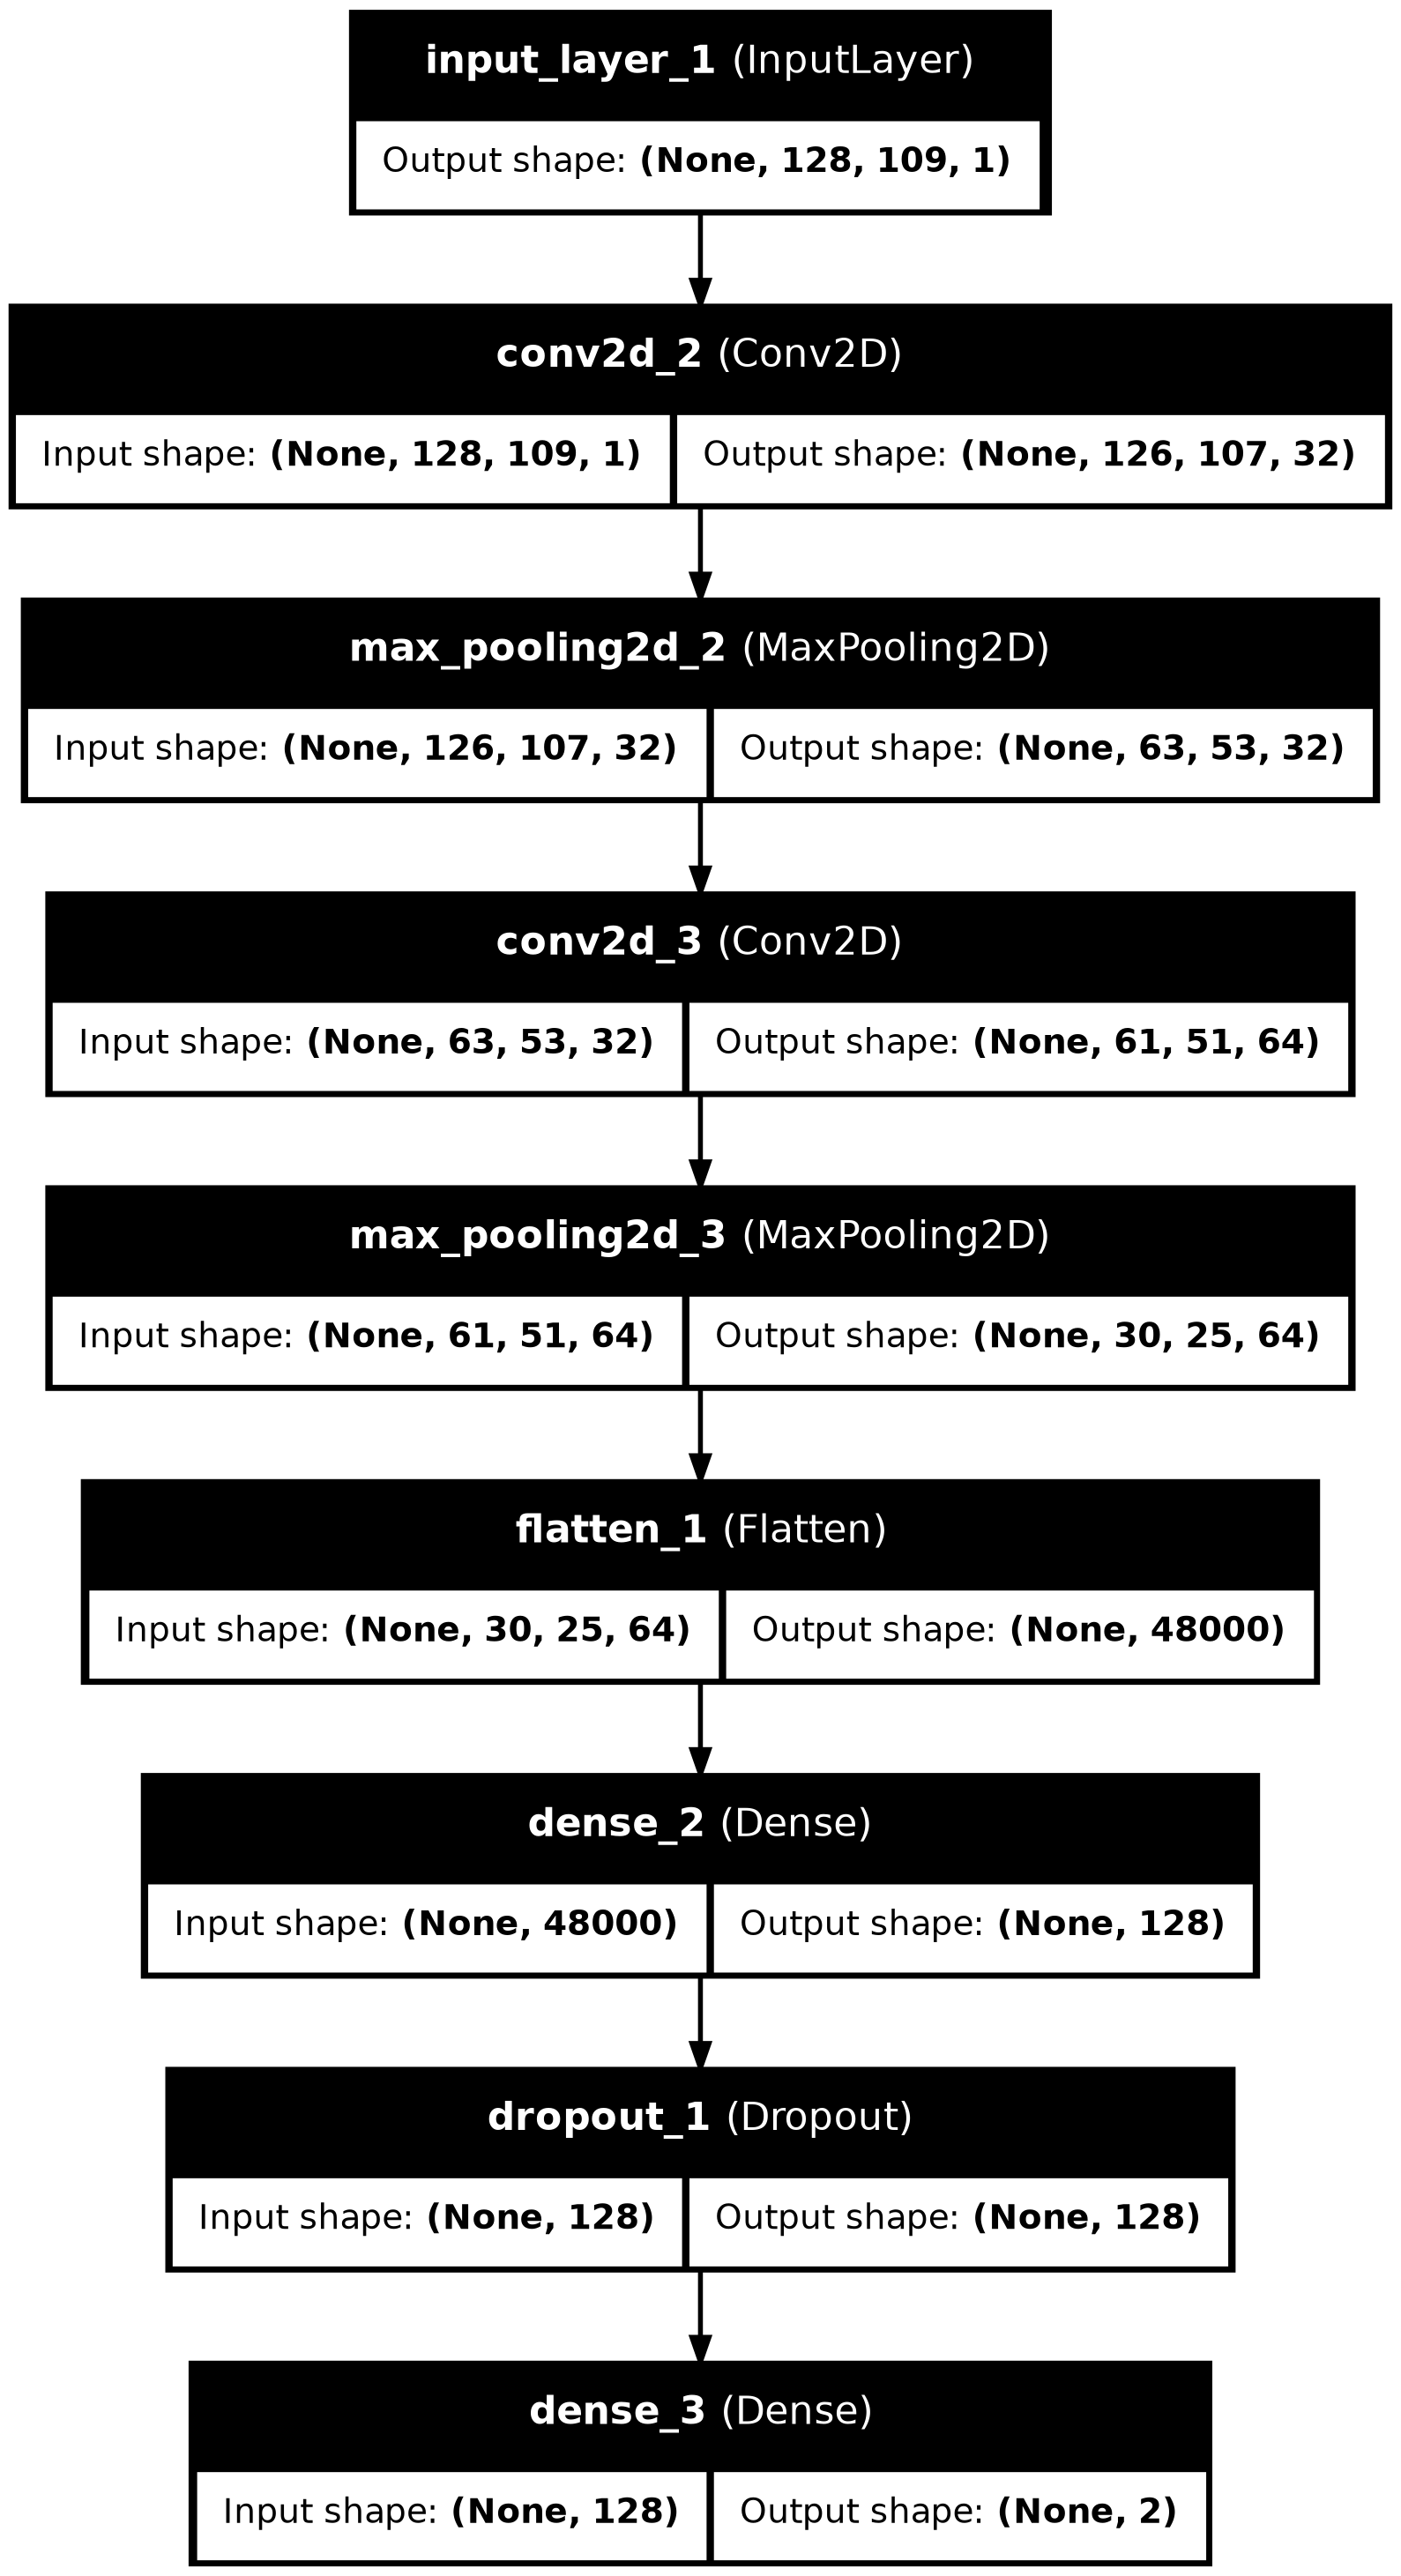 input_layer_1 (InputLayer)
Output shape: (None, 128, 109, 1)
conv2d_2 (Conv2D)
Input shape: (None, 128, 109, 1) Output shape: (None, 126, 107, 32)
max_pooling2d_2 (MaxPooling2D)
Input shape: (None, 126, 107, 32) Output shape: (None, 63, 53, 32)
conv2d_3 (Conv2D)
Input shape: (None, 63, 53, 32) Output shape: (None, 61, 51, 64)
max_pooling2d_3 (MaxPooling2D)
Input shape: (None, 61, 51, 64) Output shape: (None, 30, 25, 64)
flatten_1 (Flatten)
Input shape: (None, 30, 25, 64) Output shape: (None, 48000)
dense_2 (Dense)
Input shape: (None, 48000) Output shape: (None, 128)
dropout_1 (Dropout)
Input shape: (None, 128) Output shape: (None, 128)
dense_3 (Dense)
Input shape: (None, 128) Output shape: (None, 2)